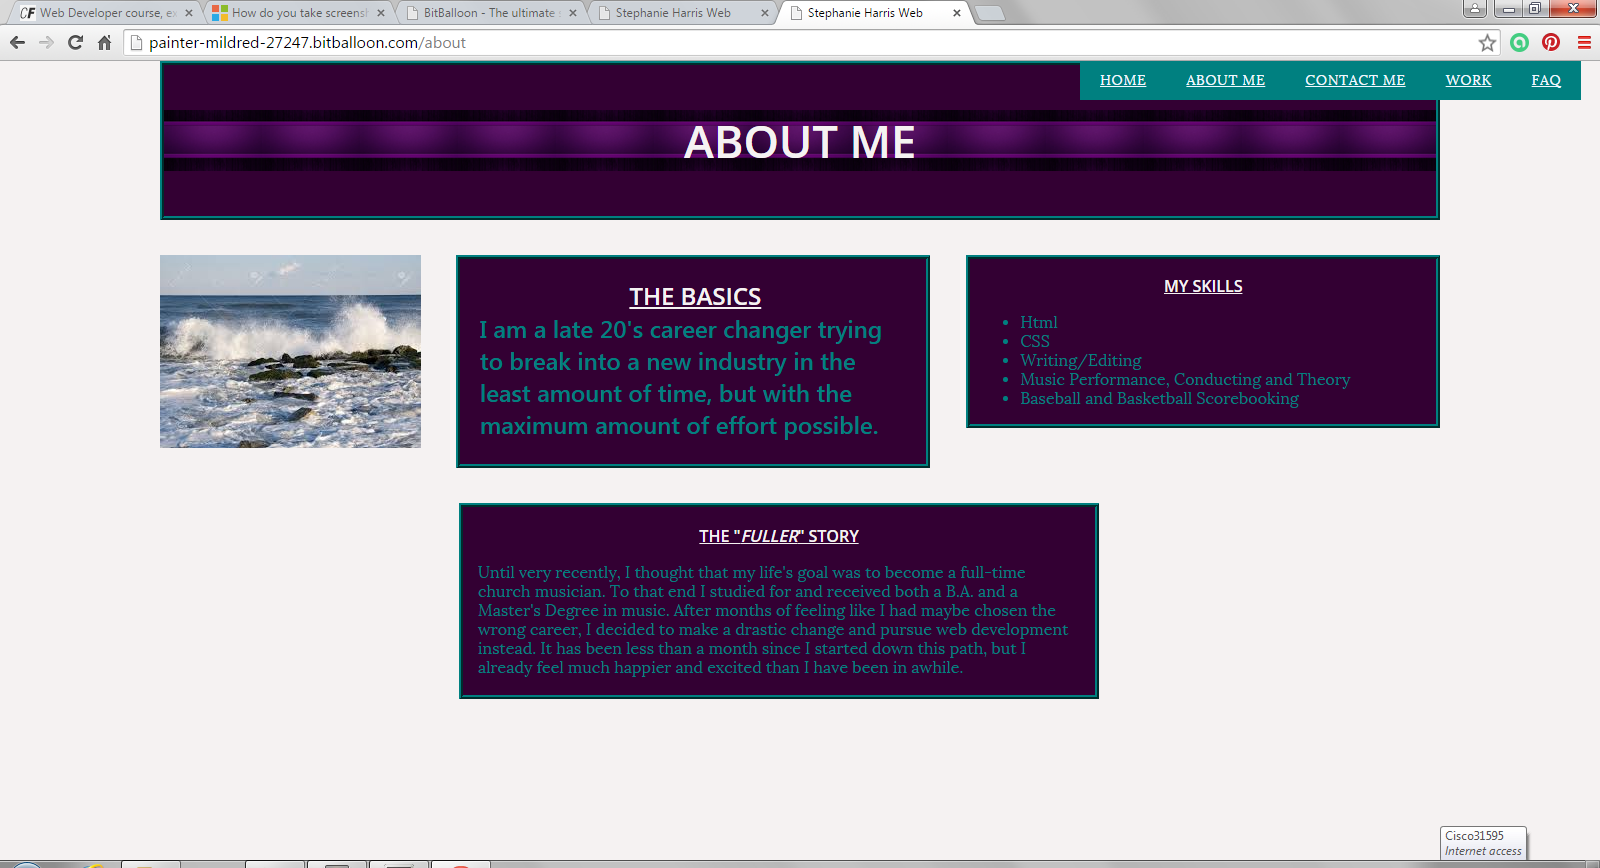 CF Web Developer course, ex
How do you take screensh
BitBalloon - The ultimate
Stephanie Harris Web
Stephanie Harris Web
painter-mildred-27247.bitballoon.com/about
HOME ABOUT ME CONTACT ME WORK FAQ
ABOUT ME
THE BASICS
I am a late 20's career changer trying
to break into a new industry in the
least amount of time, but with the
maximum amount of effort possible.
MY SKILLS
• Html
• CSS
• Writing/Editing
• Music Performance, Conducting and Theory
• Baseball and Basketball Scorebooking
THE "FULLER" STORY
Until very recently, I thought that my life's goal was to become a full-time
church musician. To that end I studied for and received both a B.A. and a
Master's Degree in music. After months of feeling like I had maybe chosen the
wrong career, I decided to make a drastic change and pursue web development
instead. It has been less than a month since I started down this path, but I
already feel much happier and excited than I have been in awhile.
Cisco31595
Internet access